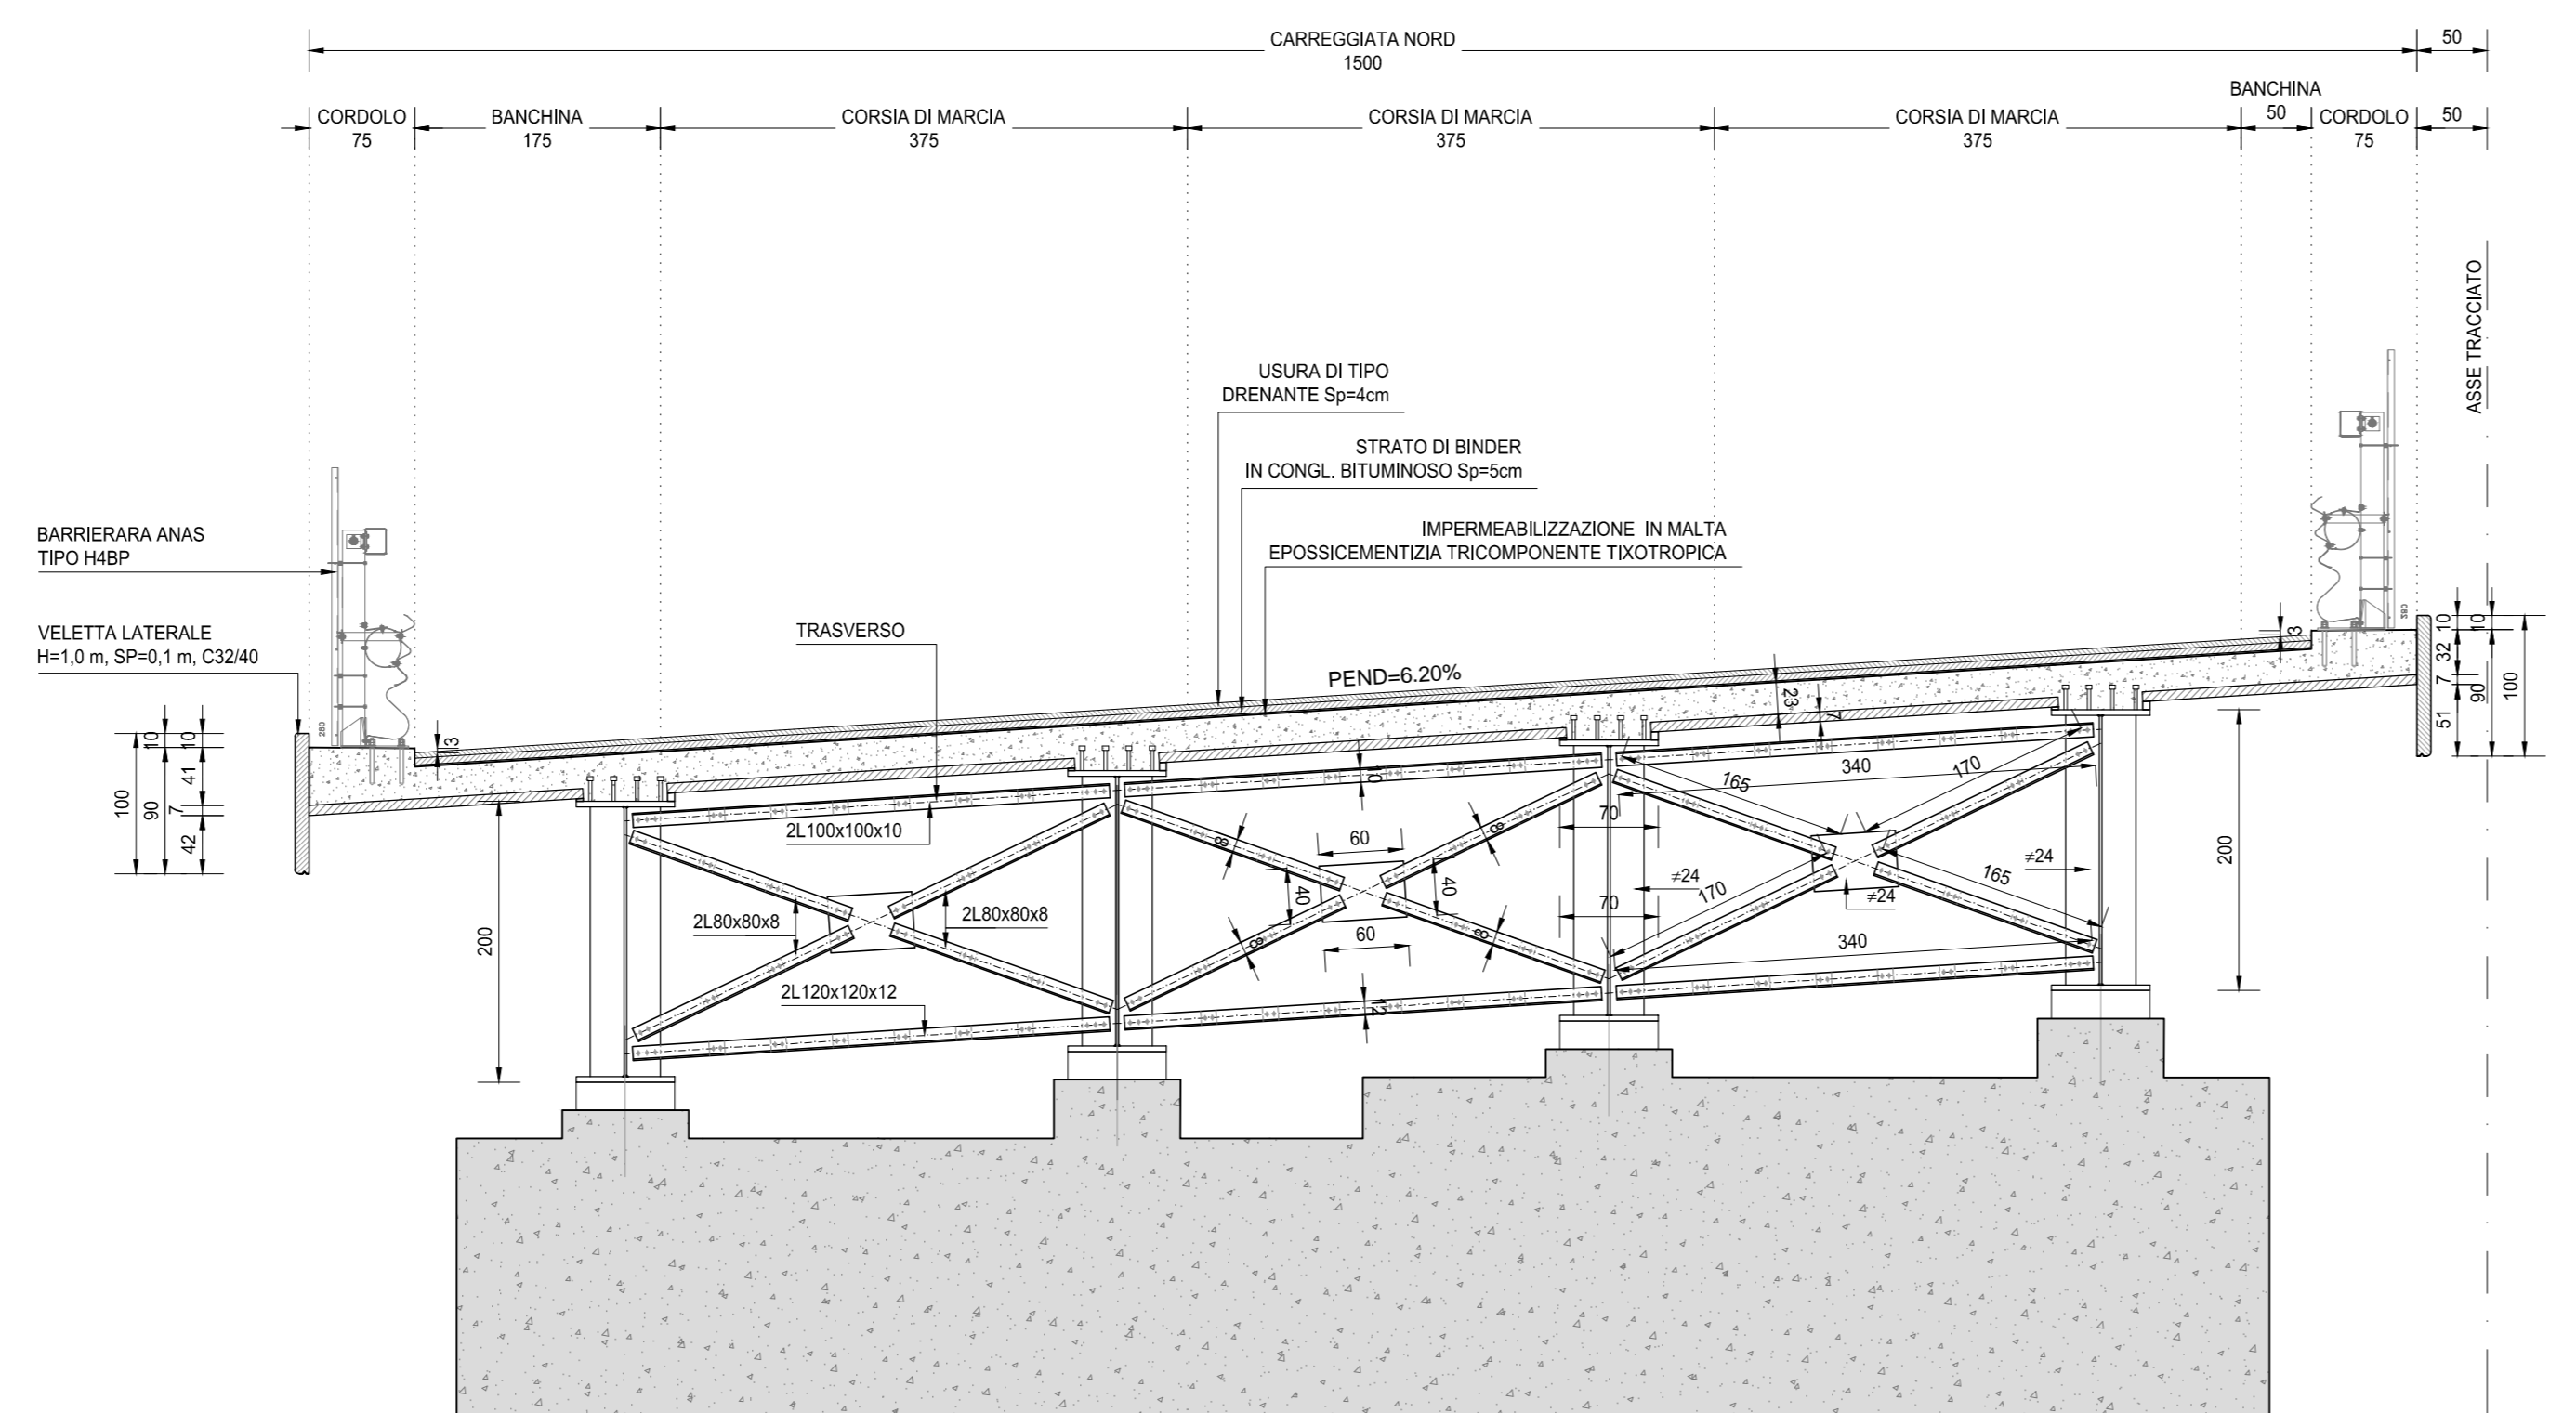 CARREGGIATA NORD
1500
50
CORDOLO
75
BANCHINA
175
CORSIA DI MARCIA
375
CORSIA DI MARCIA
375
CORSIA DI MARCIA
375
BANCHINA
50
CORDOLO
75
50
ASSE TRACCIATO
USURA DI TIPO
DRENANTE Sp=4cm
STRATO DI BINDER
IN CONGL. BITUMINOSO Sp=5cm
IMPERMEABILIZZAZIONE IN MALTA
EPOSSICEMENTIZIA TRICOMPONENTE TIXOTROPICA
BARRIERARA ANAS
TIPO H4BP
VELETTA LATERALE
H=1,0 m, SP=0,1 m, C32/40
TRASVERSO
PEND=6.20%
280
280
3
3
23
7
10
10
41
7
42
90
100
10
10
32
7
51
90
100
2L100x100x10
2L80x80x8
2L80x80x8
2L120x120x12
200
10
8
8
8
8
60
40
40
60
12
70
70
≠24
165
340
170
170
≠24
≠24
165
340
200